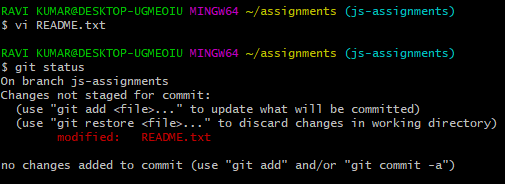 RAVI KUMAR@DESKTOP-UGMEOIU MINGW64 ~/assignments (js-assignments)
$ vi README.txt
RAVI KUMAR@DESKTOP-UGMEOIU MINGW64 ~/assignments (js-assignments)
$ git status
On branch js-assignments
Changes not staged for commit:
  (use "git add <file>..." to update what will be committed)
  (use "git restore <file>..." to discard changes in working directory)
        modified:   README.txt
no changes added to commit (use "git add" and/or "git commit -a")